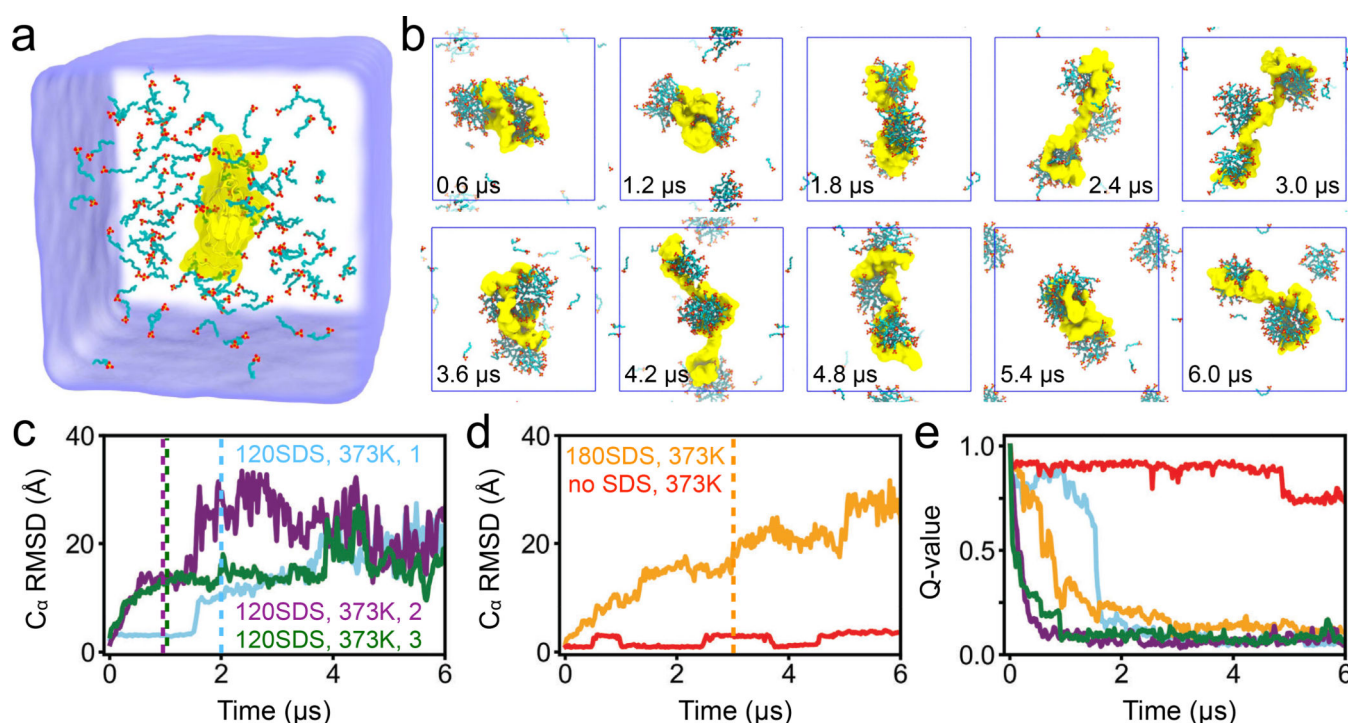 a
b
0.6 μs
1.2 μs
1.8 μs
2.4 μs
3.0 μs
3.6 μs
4.2 μs
4.8 μs
5.4 μs
6.0 μs
c
40
20
0
Cα RMSD (Å)
120SDS, 373K, 1
120SDS, 373K, 2
120SDS, 373K, 3
0 2 4 6
Time (μs)
d
40
20
0
Cα RMSD (Å)
180SDS, 373K
no SDS, 373K
0 2 4 6
Time (μs)
e
1.0
0.5
0.0
Q-value
0 2 4 6
Time (μs)